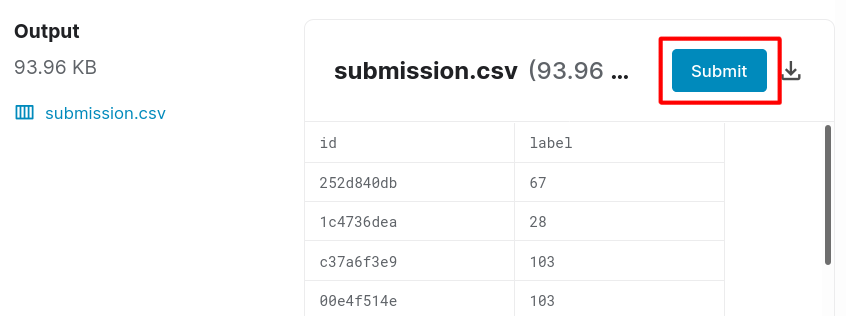 Output
93.96 KB
submission.csv
submission.csv (93.96 ...
Submit
id label
252d840db 67
1c4736dea 28
c37a6f3e9 103
00e4f514e 103